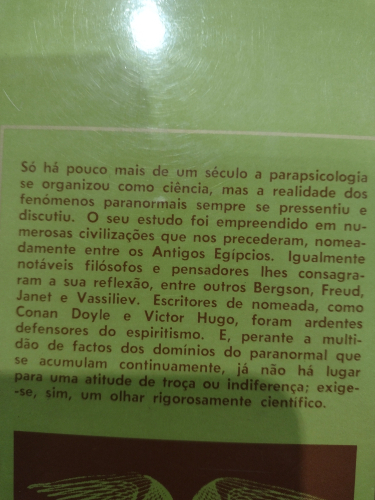 Só há pouco mais de um século a parapsicologia
se organizou como ciência, mas a realidade dos
fenómenos paranormais sempre se pressentiu e
discutiu. O seu estudo foi empreendido em nu-
merosas civilizações que nos precederam, nomea-
damente entre os Antigos Egípcios. Igualmente
notáveis filósofos e pensadores lhes consagra-
ram a sua reflexão, entre outros Bergson, Freud,
Janet e Vassiliev. Escritores de nomeada, como
Conan Doyle e Victor Hugo, foram ardentes
defensores do espiritismo. E, perante a multi-
dão de factos dos domínios do paranormal que
se acumulam continuamente, já não há lugar
para uma atitude de troça ou indiferença; exige-
-se, sim, um olhar rigorosamente científico.